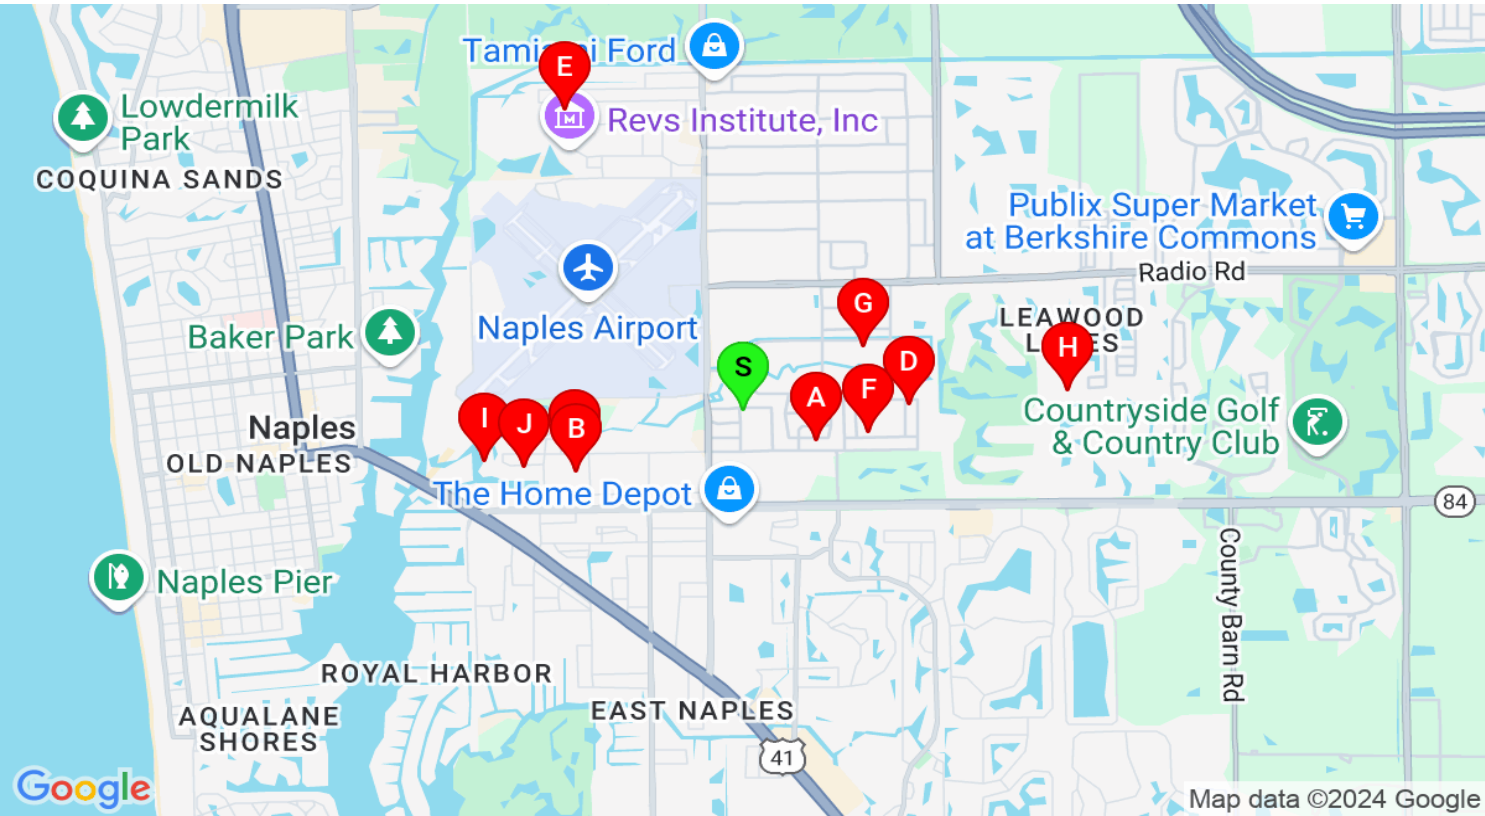 Tamiami Ford
E
Lowdermilk
Park
Revs Institute, Inc
COQUINA SANDS
Publix Super Market
at Berkshire Commons
Radio Rd
Naples Airport
Baker Park
G
LEAWOOD
LAKES
H
S
D
A
F
I
J
B
Countryside Golf
& Country Club
Naples
OLD NAPLES
The Home Depot
84
County Barn Rd
Naples Pier
ROYAL HARBOR
EAST NAPLES
AQUALANE
SHORES
41
Google
Map data ©2024 Google